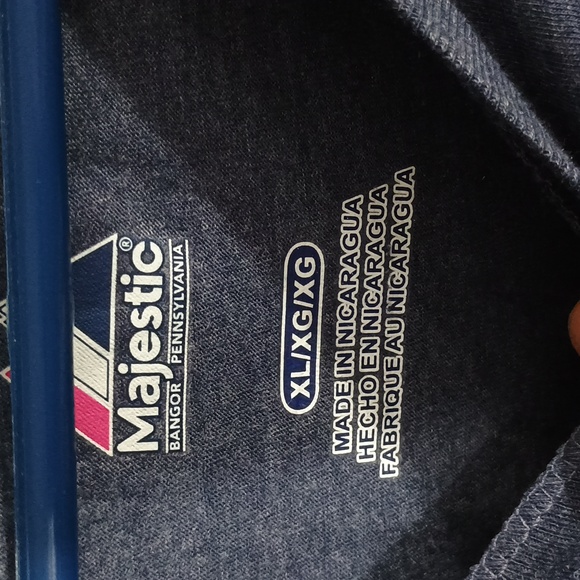 Majestic®
BANGOR PENNSYLVANIA
XL/XG/XG
MADE IN NICARAGUA
HECHO EN NICARAGUA
FABRIQUE AU NICARAGUA